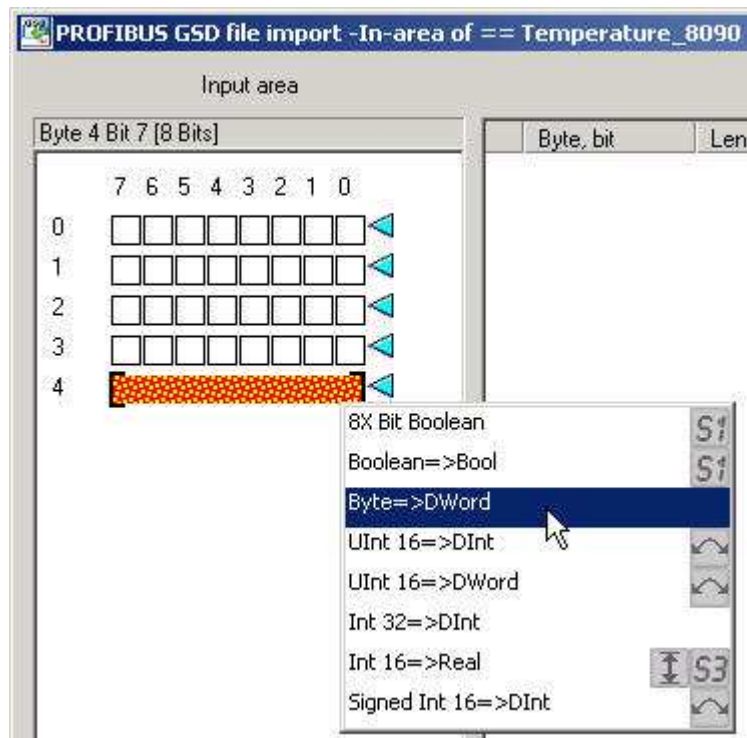 PROFIBUS GSD file import -In-area of == Temperature_8090
Input area
Byte 4 Bit 7 [8 Bits]
Byte, bit
Len
7 6 5 4 3 2 1 0
0
1
2
3
4
8X Bit Boolean S1
Boolean=>Bool S1
Byte=>DWord
UInt 16=>DInt
UInt 16=>DWord
Int 32=>DInt
Int 16=>Real S3
Signed Int 16=>DInt